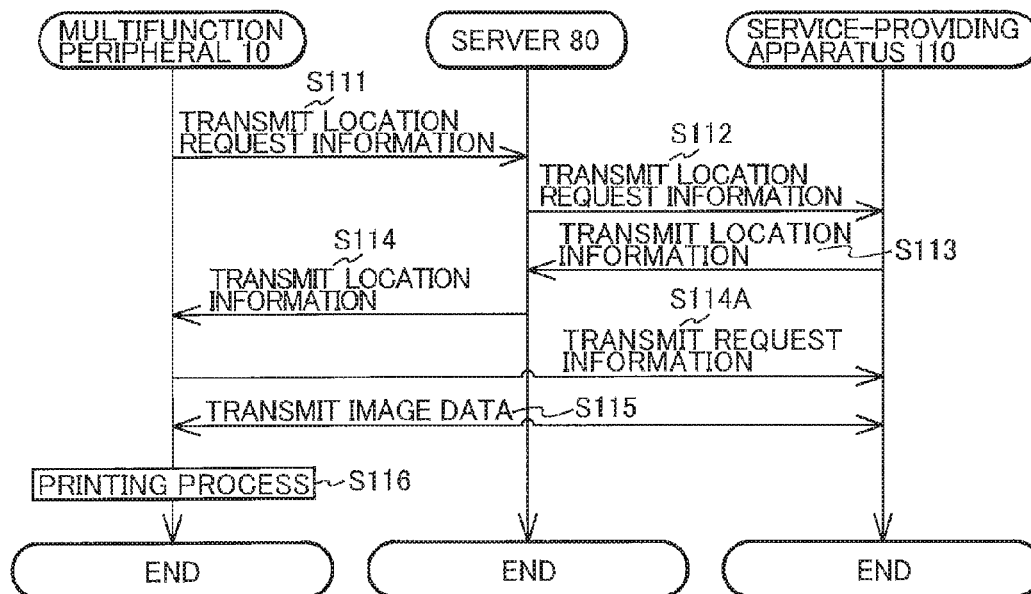 MULTIFUNCTION
PERIPHERAL 10
SERVER 80
SERVICE-PROVIDING
APPARATUS 110
S111
TRANSMIT LOCATION
REQUEST INFORMATION
S112
TRANSMIT LOCATION
REQUEST INFORMATION
TRANSMIT LOCATION
INFORMATION
S113
S114
TRANSMIT LOCATION
INFORMATION
S114A
TRANSMIT REQUEST
INFORMATION
TRANSMIT IMAGE DATA
S115
PRINTING PROCESS
S116
END
END
END